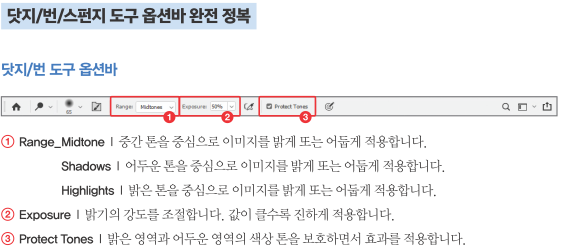 닷지/번/스펀지 도구 옵션바 완전 정복
닷지/번 도구 옵션바
65 Range: Midtones Exposure: 50% Protect Tones
1 2 3
① Range_Midtone | 중간 톤을 중심으로 이미지를 밝게 또는 어둡게 적용합니다.
Shadows | 어두운 톤을 중심으로 이미지를 밝게 또는 어둡게 적용합니다.
Highlights | 밝은 톤을 중심으로 이미지를 밝게 또는 어둡게 적용합니다.
② Exposure | 밝기의 강도를 조절합니다. 값이 클수록 진하게 적용합니다.
③ Protect Tones | 밝은 영역과 어두운 영역의 색상 톤을 보호하면서 효과를 적용합니다.